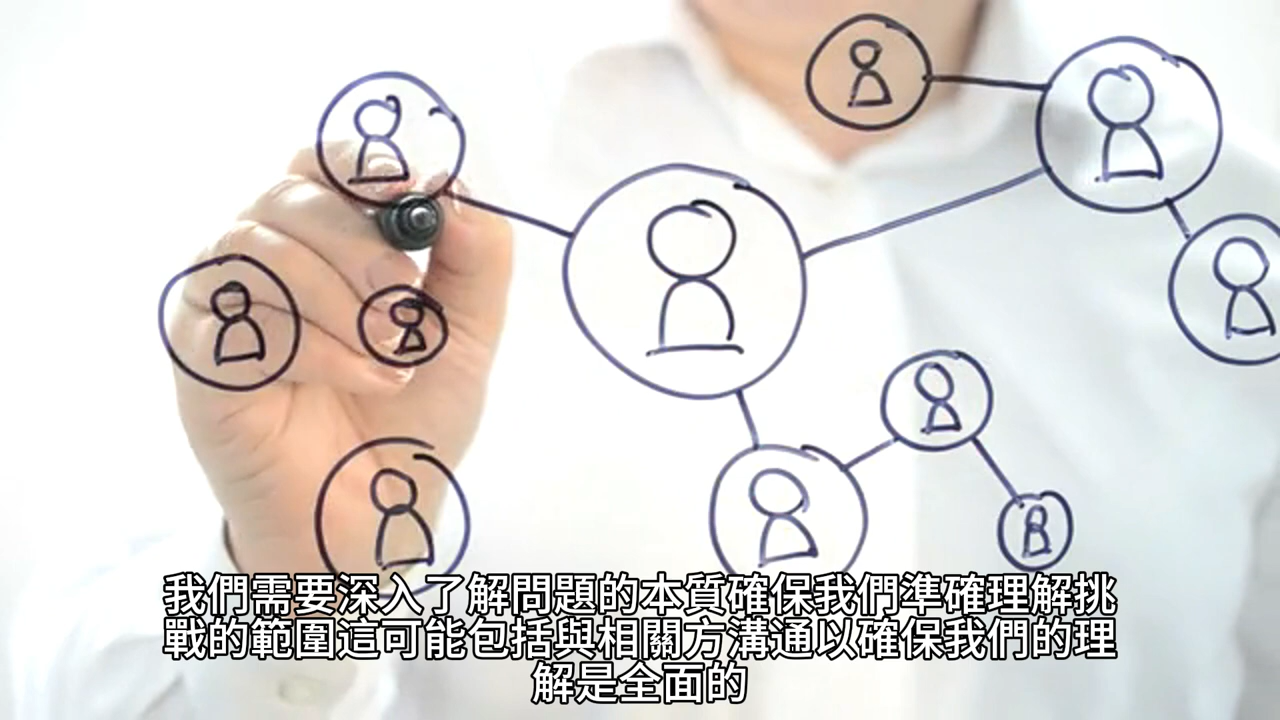 我們需要深入了解問題的本質確保我們準確理解挑
戰的範圍這可能包括與相關方溝通以確保我們的理
解是全面的